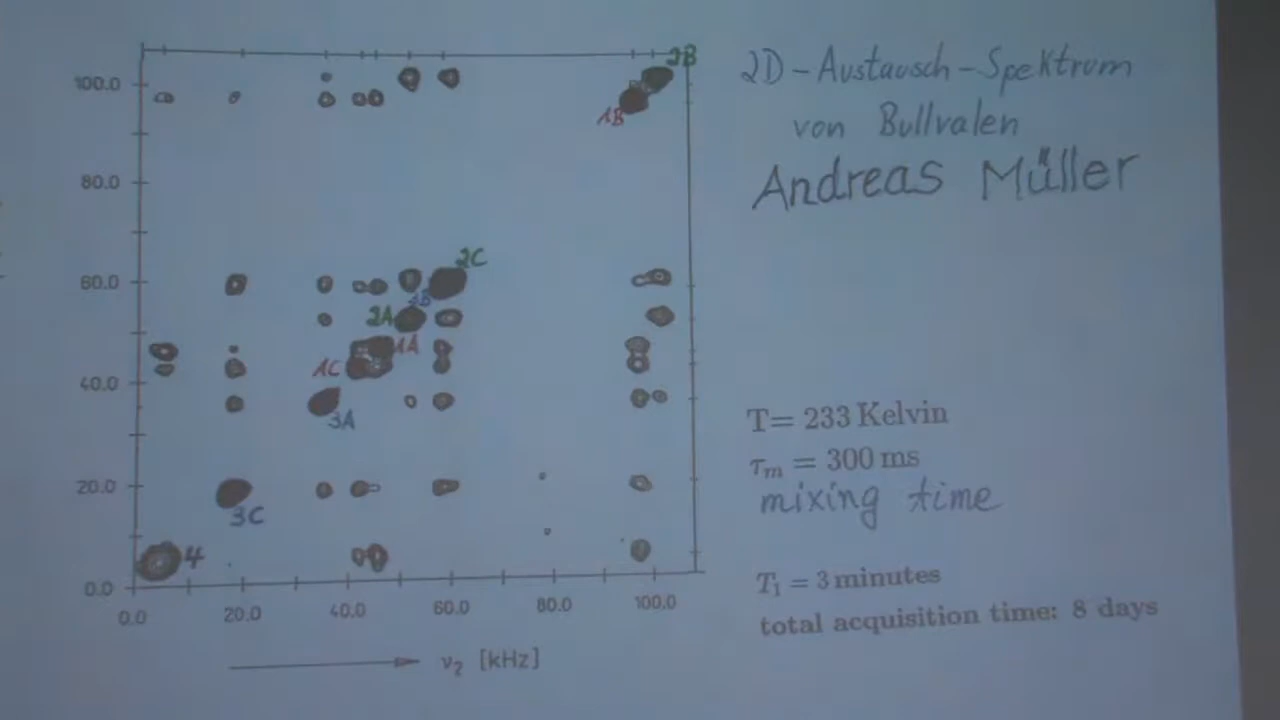 2D-Austausch-Spektrum
von Bullvalen
Andreas Müller
100.0
80.0
60.0
40.0
20.0
0.0
0.0
20.0
40.0
60.0
80.0
100.0
ν₂ [kHz]
2B
1B
2C
3B
2A
1A
1C
3A
3C
4
T= 233 Kelvin
τm = 300 ms
mixing time
T1 = 3 minutes
total acquisition time: 8 days